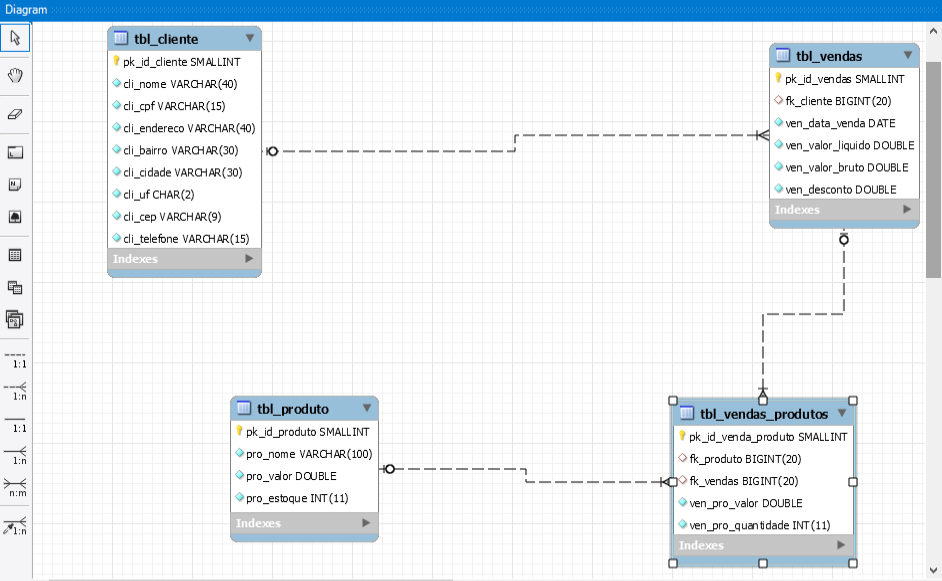 Diagram
tbl_cliente
pk_id_cliente SMALLINT
cli_nome VARCHAR(40)
cli_cpf VARCHAR(15)
cli_endereco VARCHAR(40)
cli_bairro VARCHAR(30)
cli_cidade VARCHAR(30)
cli_uf CHAR(2)
cli_cep VARCHAR(9)
cli_telefone VARCHAR(15)
Indexes
tbl_vendas
pk_id_vendas SMALLINT
fk_cliente BIGINT(20)
ven_data_venda DATE
ven_valor_liquido DOUBLE
ven_valor_bruto DOUBLE
ven_desconto DOUBLE
Indexes
tbl_produto
pk_id_produto SMALLINT
pro_nome VARCHAR(100)
pro_valor DOUBLE
pro_estoque INT(11)
Indexes
tbl_vendas_produtos
pk_id_venda_produto SMALLINT
fk_produto BIGINT(20)
fk_vendas BIGINT(20)
ven_pro_valor DOUBLE
ven_pro_quantidade INT(11)
Indexes
1:1
1:n
1:1
1:n
n:m
1:n